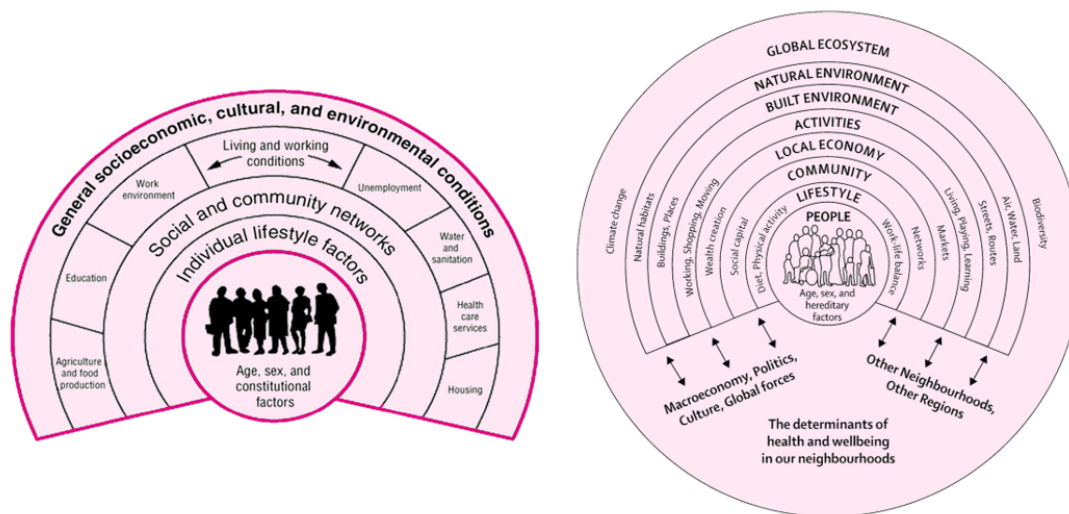 General socioeconomic, cultural, and environmental conditions
Living and working
conditions
Work
environment
Unemployment
Education
Water
and
sanitation
Agriculture
and food
production
Health
care
services
Housing
Social and community networks
Individual lifestyle factors
Age, sex, and
constitutional
factors
GLOBAL ECOSYSTEM
NATURAL ENVIRONMENT
BUILT ENVIRONMENT
ACTIVITIES
LOCAL ECONOMY
COMMUNITY
LIFESTYLE
PEOPLE
Climate change
Natural habitats
Buildings, Places
Working, Shopping, Moving
Wealth creation
Social capital
Diet, Physical activity
Age, sex, and
hereditary
factors
Work-life balance
Networks
Markets
Living, Playing, Learning
Streets, Routes
Air, Water, Land
Biodiversity
Macroeconomy, Politics,
Culture, Global forces
Other Neighbourhoods,
Other Regions
The determinants of
health and wellbeing
in our neighbourhoods